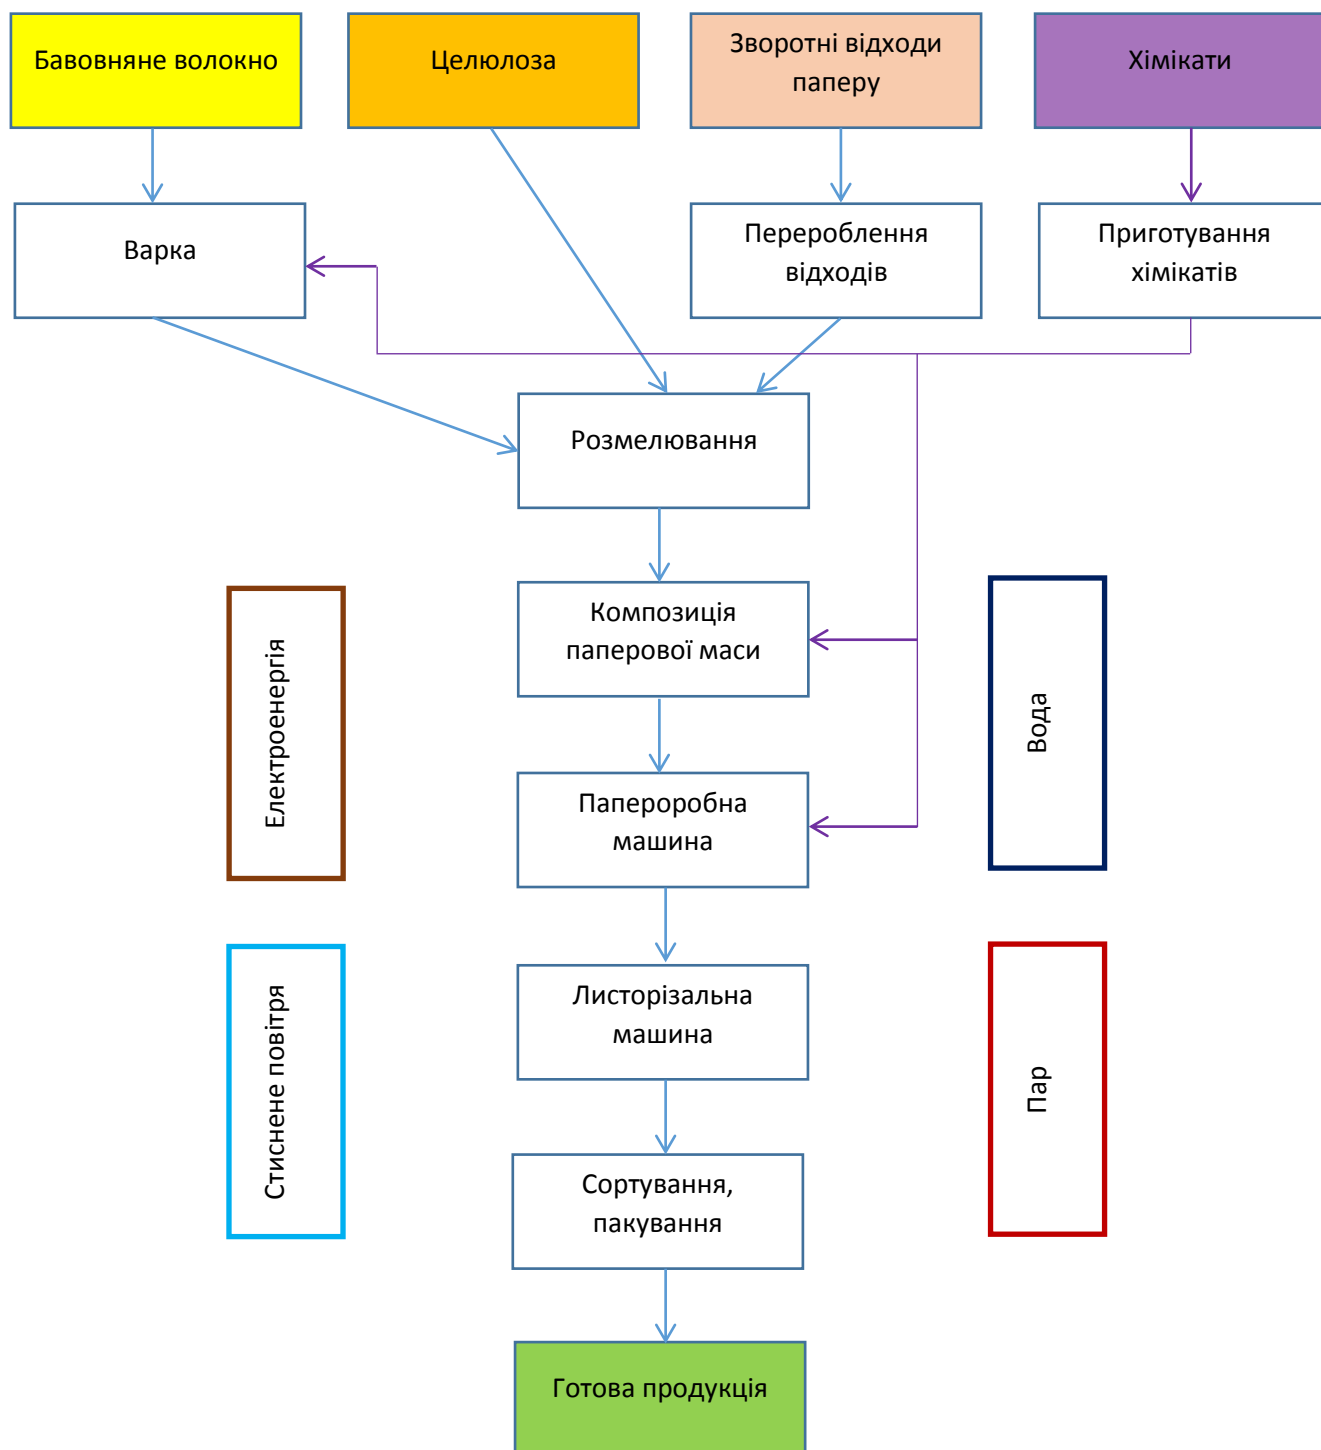 Бавовняне волокно
Целюлоза
Зворотні відходи
паперу
Хімікати
Варка
Перероблення
відходів
Приготування
хімікатів
Розмелювання
Композиція
паперової маси
Електроенергія
Вода
Папероробна
машина
Листорізальна
машина
Стиснене повітря
Пар
Сортування,
пакування
Готова продукція